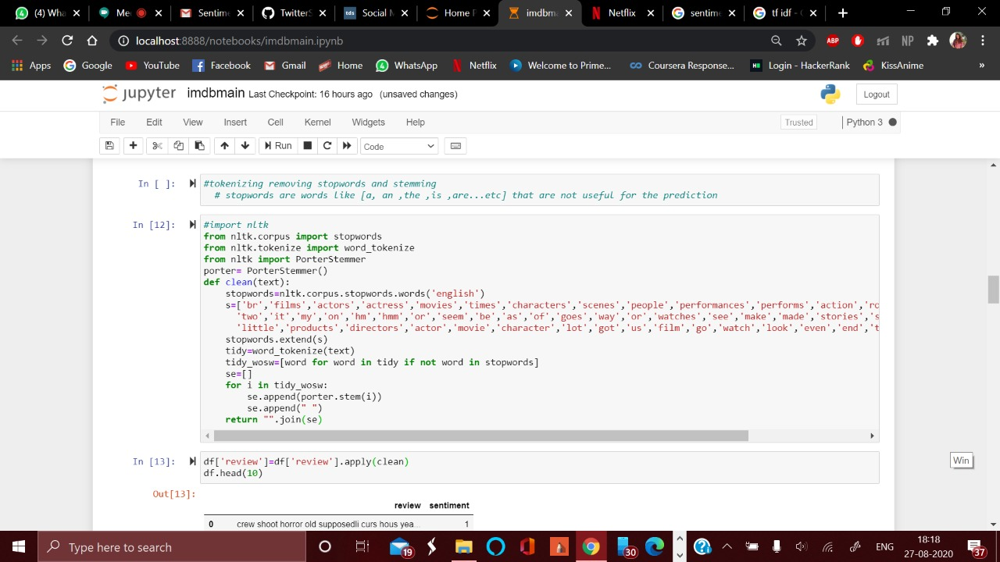 (4) Wha
Me
Sentim
TwitterS
tds
Social M
Home P
imdbm
Netflix
sentime
tf idf - G
localhost:8888/notebooks/imdbmain.ipynb
ABP
NP
Apps
Google
YouTube
Facebook
Gmail
Home
WhatsApp
Netflix
Welcome to Prime...
Coursera Response...
Login - HackerRank
KissAnime
»
jupyter imdbmain Last Checkpoint: 16 hours ago (unsaved changes)
Logout
File Edit View Insert Cell Kernel Widgets Help
Trusted
Python 3
Run
Code
In [ ]:
#tokenizing removing stopwords and stemming
# stopwords are words like [a, an ,the ,is ,are...etc] that are not useful for the prediction
In [12]:
#import nltk
from nltk.corpus import stopwords
from nltk.tokenize import word_tokenize
from nltk import PorterStemmer
porter= PorterStemmer()
def clean(text):
stopwords=nltk.corpus.stopwords.words('english')
s=['br','films','actors','actress','movies','times','characters','scenes','people','performances','performs','action','ro
'two','it','my','on','hm','hmm','or','seem','be','as','of','goes','way','or','watches','see','make','made','stories','s
'little','products','directors','actor','movie','character','lot','got','us','film','go','watch','look','even','end','t
stopwords.extend(s)
tidy=word_tokenize(text)
tidy_wosw=[word for word in tidy if not word in stopwords]
se=[]
for i in tidy_wosw:
se.append(porter.stem(i))
se.append(" ")
return "".join(se)
In [13]:
df['review']=df['review'].apply(clean)
df.head(10)
Win
Out[13]:
review sentiment
0 crew shoot horror old supposedli curs hous yea... 1
Type here to search
19
30
ENG
18:18
27-08-2020
37